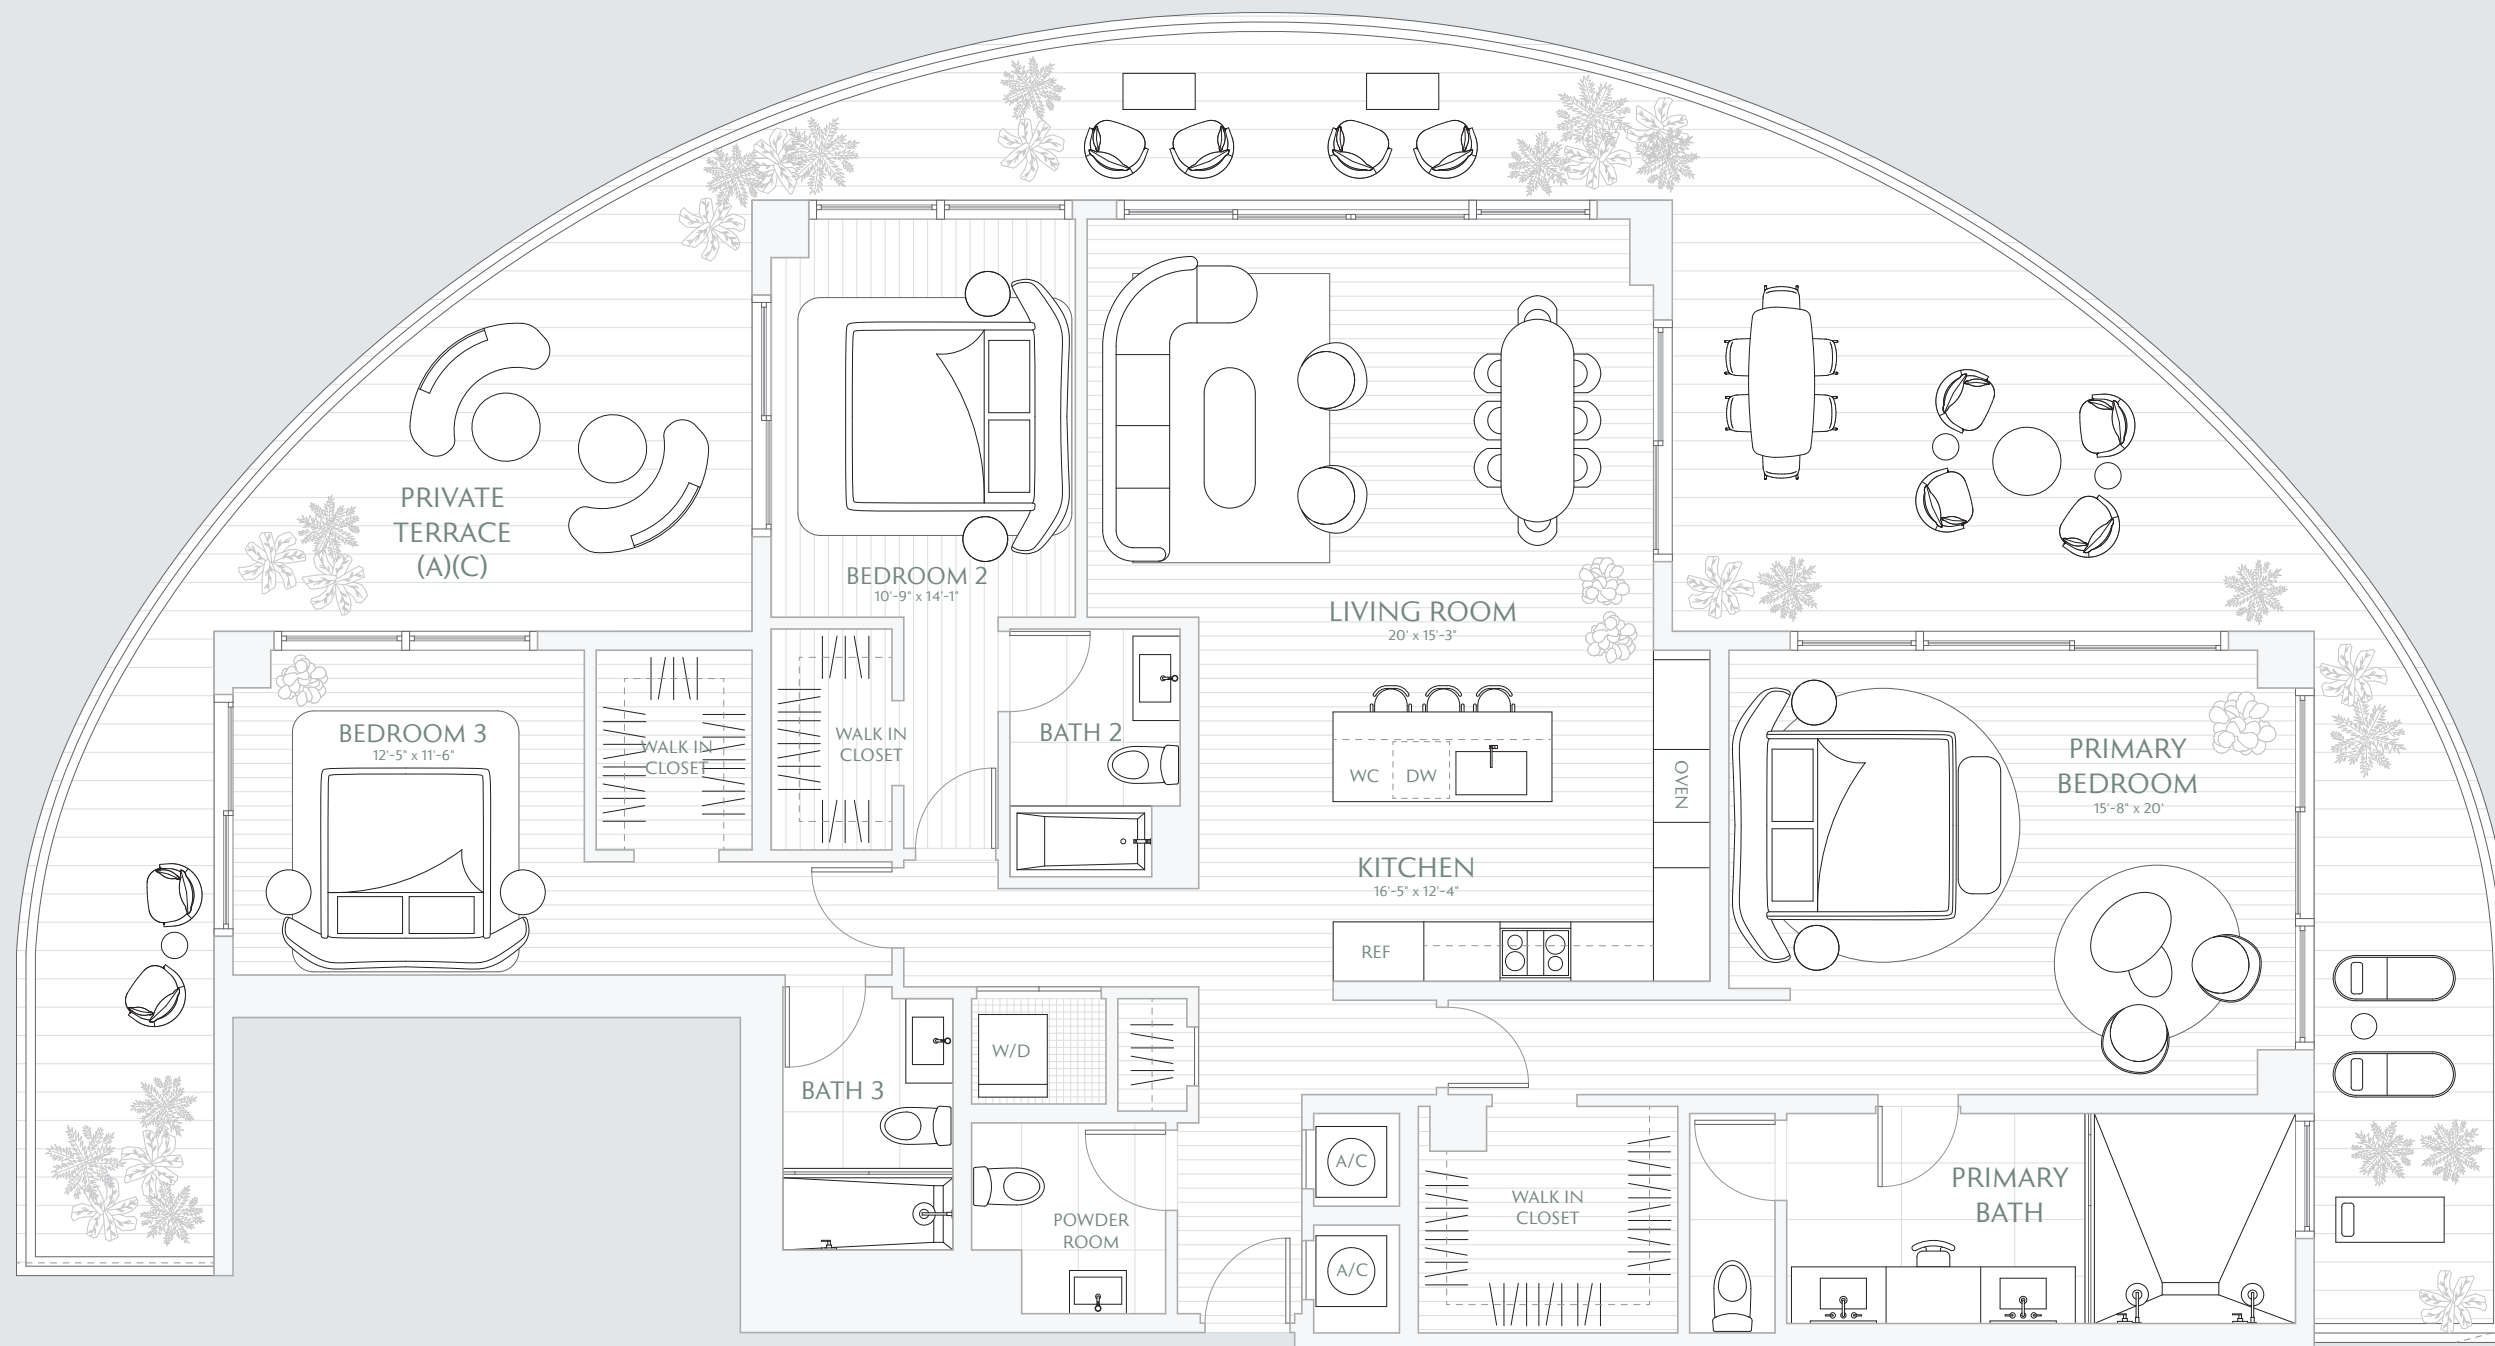 PRIVATE
TERRACE
(A)(C)
BEDROOM 2
10'-9" x 14'-1"
LIVING ROOM
20' x 15'-3"
BEDROOM 3
12'-5" x 11'-6"
WALK IN
CLOSET
WALK IN
CLOSET
BATH 2
WC
DW
OVEN
PRIMARY
BEDROOM
15'-8" x 20'
KITCHEN
16'-5" x 12'-4"
REF
W/D
BATH 3
A/C
POWDER
ROOM
WALK IN
CLOSET
PRIMARY
BATH
A/C